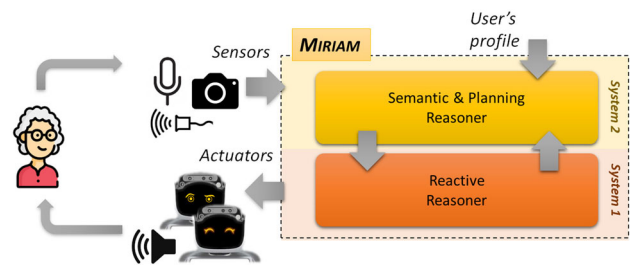 User's
profile
Sensors
MIRIAM
Semantic & Planning
Reasoner
System 2
Actuators
Reactive
Reasoner
System 1